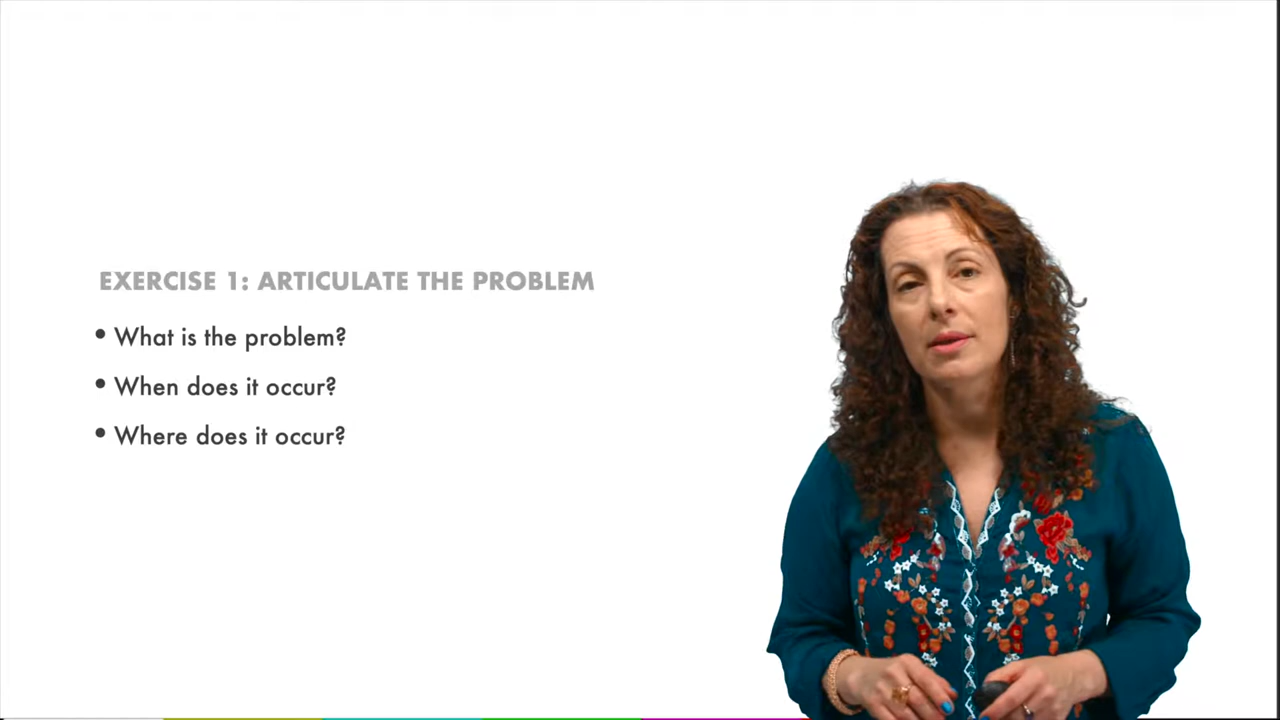 EXERCISE 1: ARTICULATE THE PROBLEM
• What is the problem?
• When does it occur?
• Where does it occur?